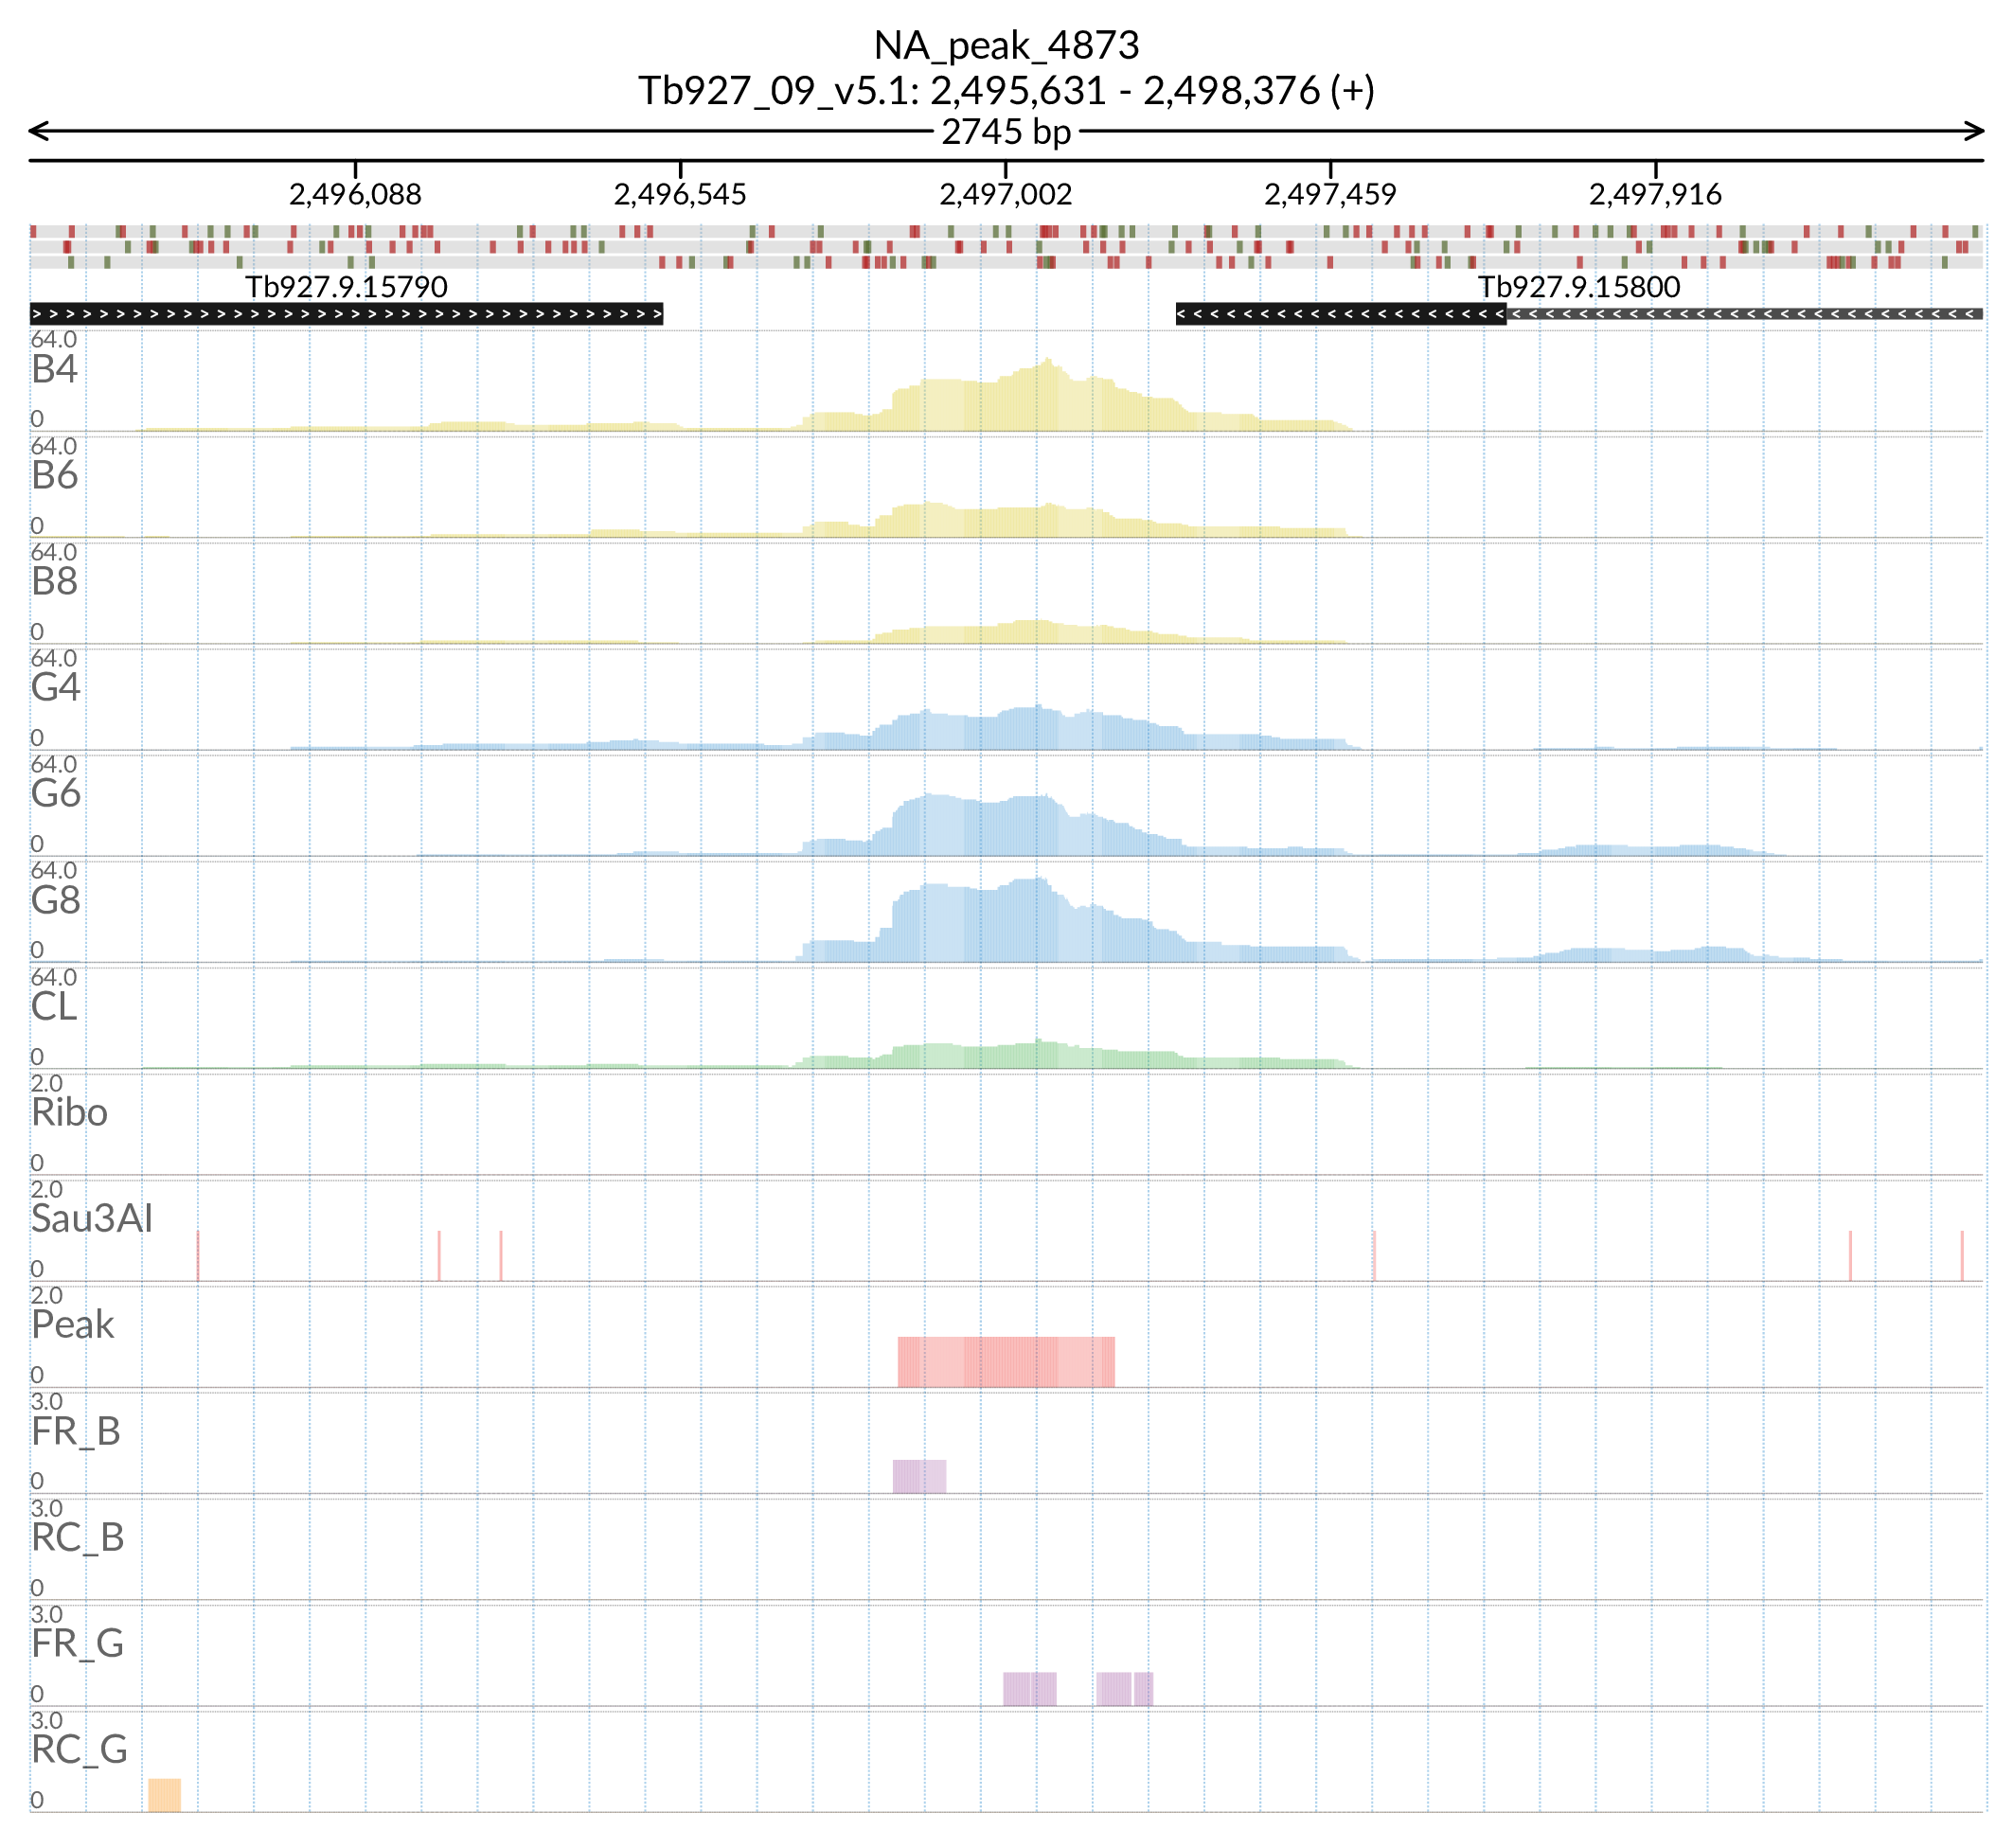 NA_peak_4873
Tb927_09_v5.1: 2,495,631 - 2,498,376 (+)
2745 bp
2,496,088 2,496,545 2,497,002 2,497,459 2,497,916
Tb927.9.15790 Tb927.9.15800
64.0
B4
0
64.0
B6
0
64.0
B8
0
64.0
G4
0
64.0
G6
0
64.0
G8
0
64.0
CL
0
2.0
Ribo
0
2.0
Sau3AI
0
2.0
Peak
0
3.0
FR_B
0
3.0
RC_B
0
3.0
FR_G
0
3.0
RC_G
0